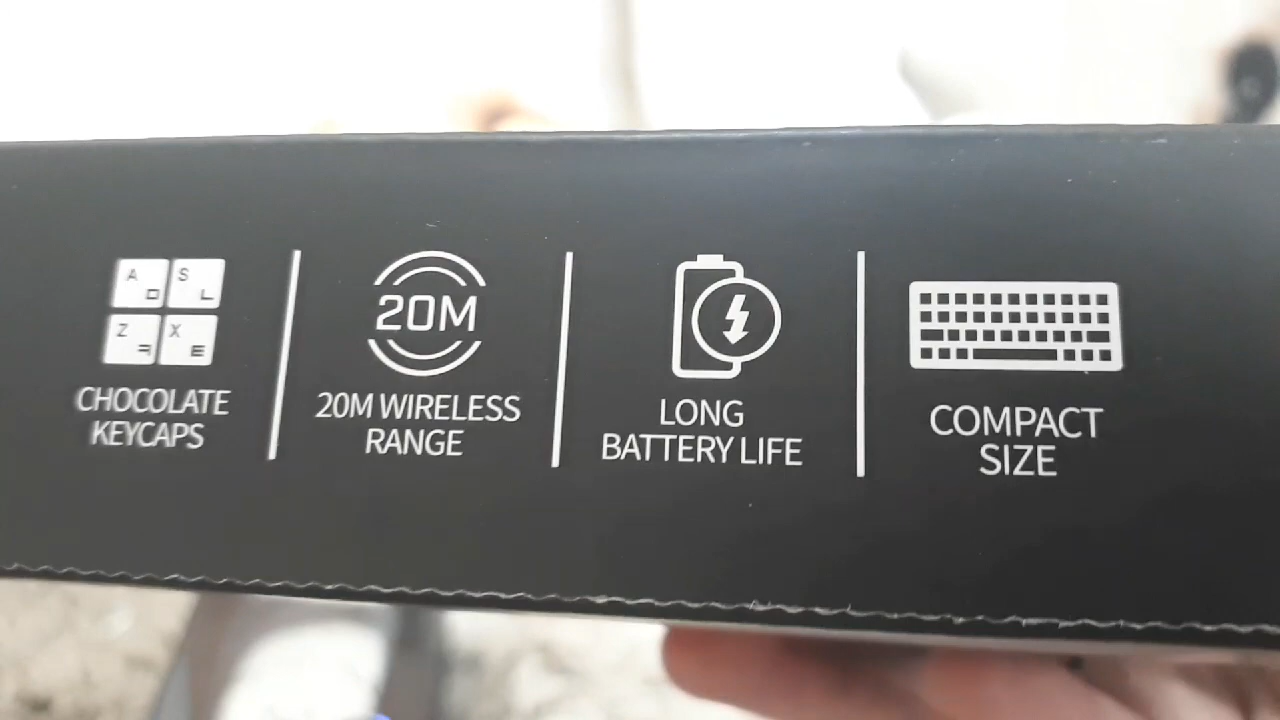 A ㅁ
S ㄴ
Z ㅋ
X ㅌ
CHOCOLATE
KEYCAPS
20M
20M WIRELESS
RANGE
LONG
BATTERY LIFE
COMPACT
SIZE